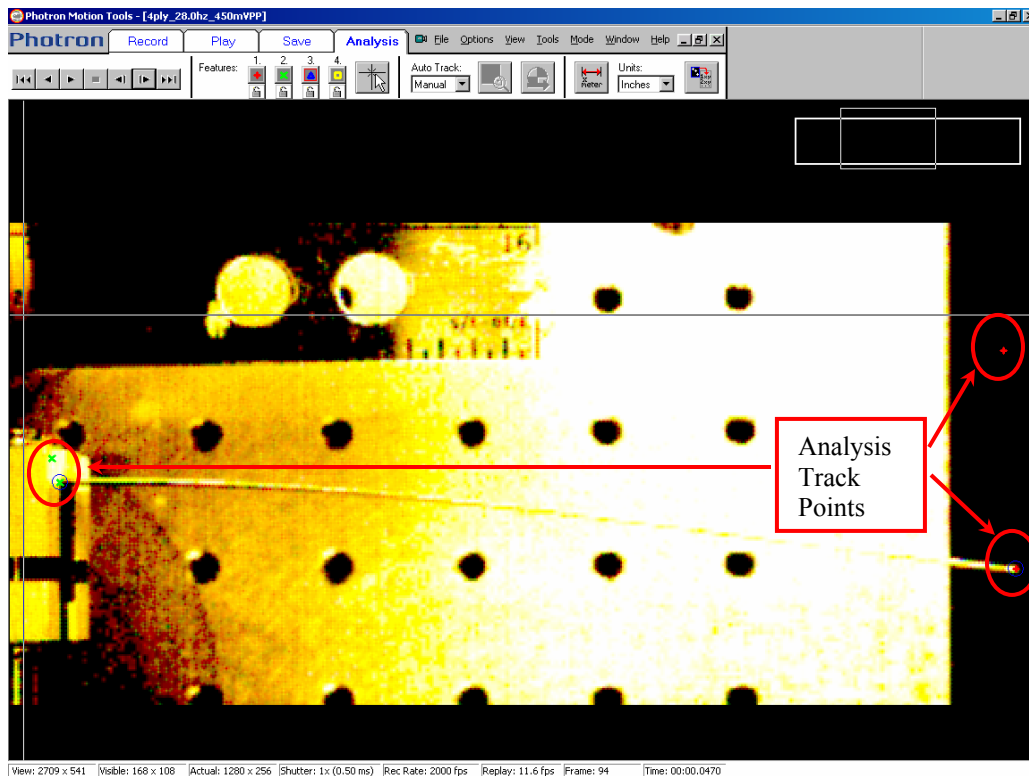 Photron Motion Tools - [4ply_28.0hz_450mVPP]
Photron Record Play Save Analysis File Options View Tools Mode Window Help
Features: 1. 2. 3. 4. Auto Track: Units:
Manual Meter Inches
16
Analysis
Track
Points
View: 2709 x 541 Visible: 168 x 108 Actual: 1280 x 256 Shutter: 1x (0.50 ms) Rec Rate: 2000 fps Replay: 11.6 fps Frame: 94 Time: 00:00.0470